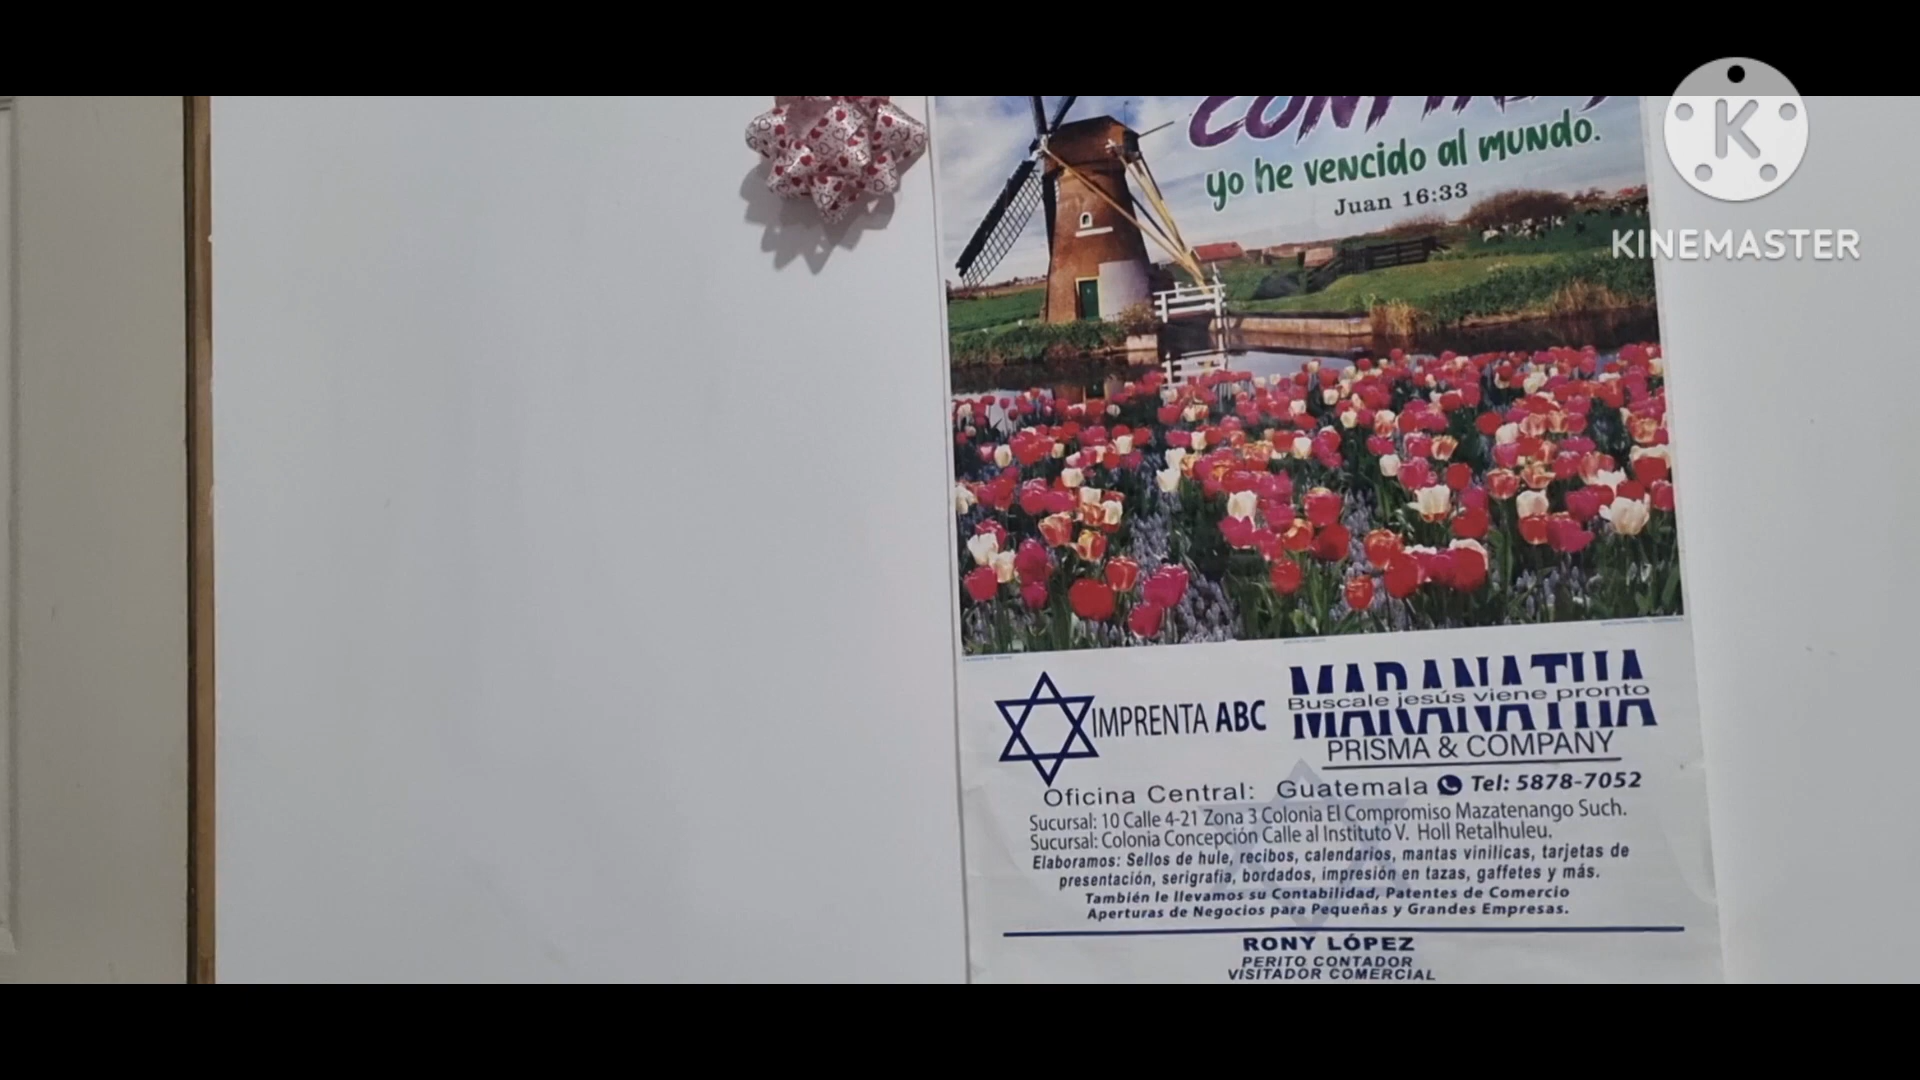 yo he vencido al mundo.
Juan 16:33
K
KINEMASTER
IMPRENTA ABC
MARANATHA
Buscale jesús viene pronto
PRISMA & COMPANY
Oficina Central: Guatemala Tel: 5878-7052
Sucursal: 10 Calle 4-21 Zona 3 Colonia El Compromiso Mazatenango Such.
Sucursal: Colonia Concepción Calle al Instituto V. Holl Retalhuleu.
Elaboramos: Sellos de hule, recibos, calendarios, mantas vinilicas, tarjetas de
presentación, serigrafia, bordados, impresión en tazas, gaffetes y más.
También le llevamos su Contabilidad, Patentes de Comercio
Aperturas de Negocios para Pequeñas y Grandes Empresas.
RONY LÓPEZ
PERITO CONTADOR
VISITADOR COMERCIAL